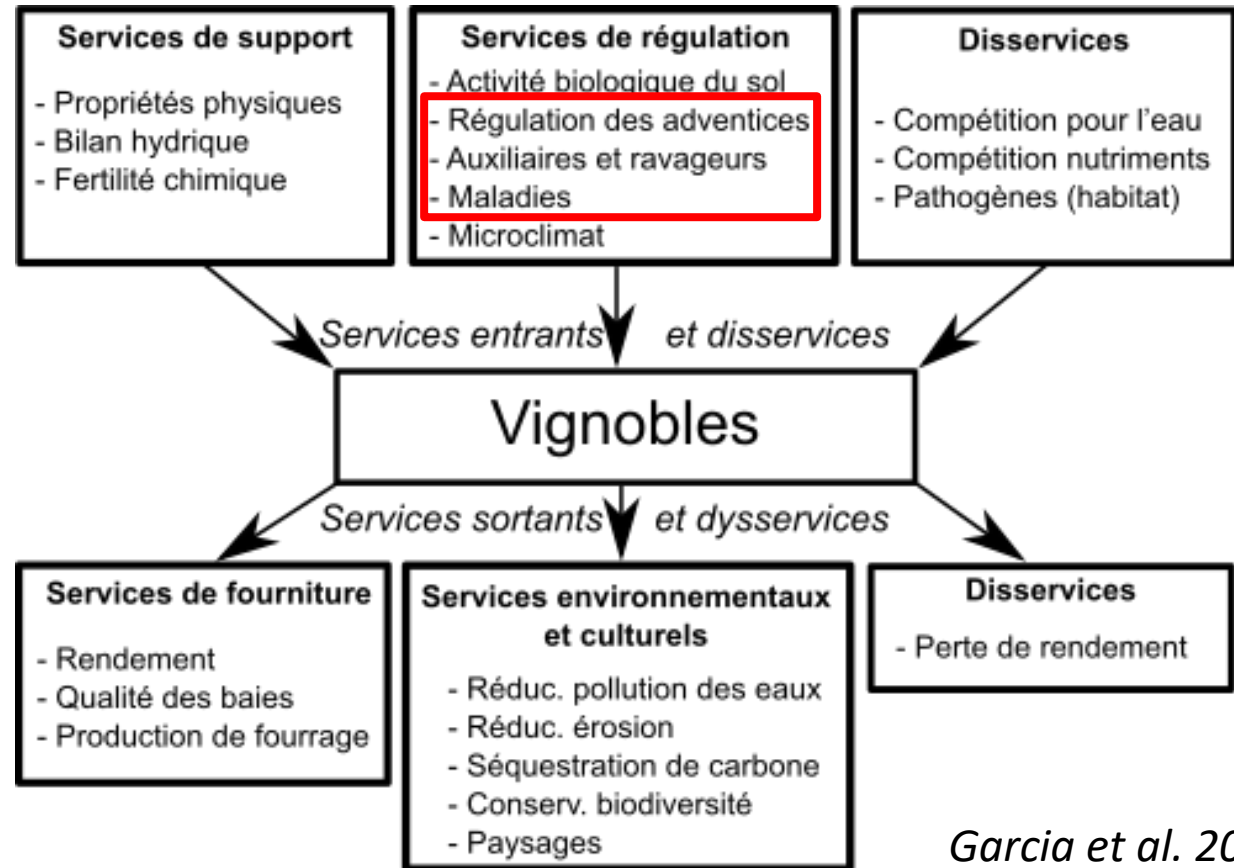 Services de support
- Propriétés physiques
- Bilan hydrique
- Fertilité chimique
Services de régulation
- Activité biologique du sol
- Régulation des adventices
- Auxiliaires et ravageurs
- Maladies
- Microclimat
Disservices
- Compétition pour l'eau
- Compétition nutriments
- Pathogènes (habitat)
Services entrants et disservices
Vignobles
Services sortants et dysservices
Services de fourniture
- Rendement
- Qualité des baies
- Production de fourrage
Services environnementaux
et culturels
- Réduc. pollution des eaux
- Réduc. érosion
- Séquestration de carbone
- Conserv. biodiversité
- Paysages
Disservices
- Perte de rendement
Garcia et al. 20